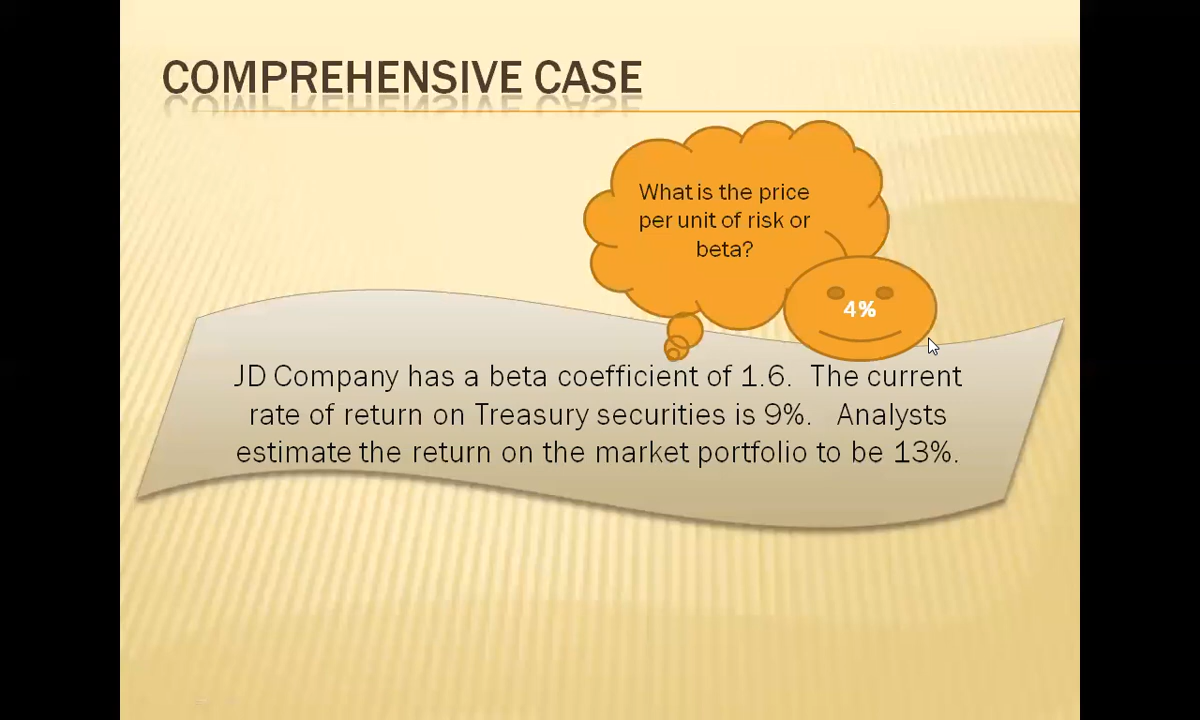 COMPREHENSIVE CASE
What is the price
per unit of risk or
beta?
4%
JD Company has a beta coefficient of 1.6. The current
rate of return on Treasury securities is 9%. Analysts
estimate the return on the market portfolio to be 13%.